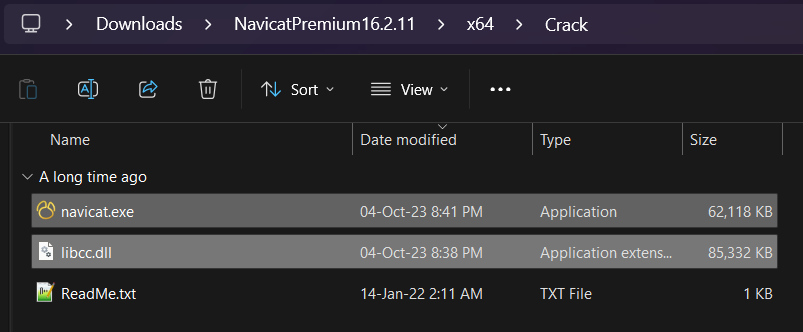 Downloads > NavicatPremium16.2.11 > x64 > Crack
Sort View
Name Date modified Type Size
A long time ago
navicat.exe 04-Oct-23 8:41 PM Application 62,118 KB
libcc.dll 04-Oct-23 8:38 PM Application extens... 85,332 KB
ReadMe.txt 14-Jan-22 2:11 AM TXT File 1 KB